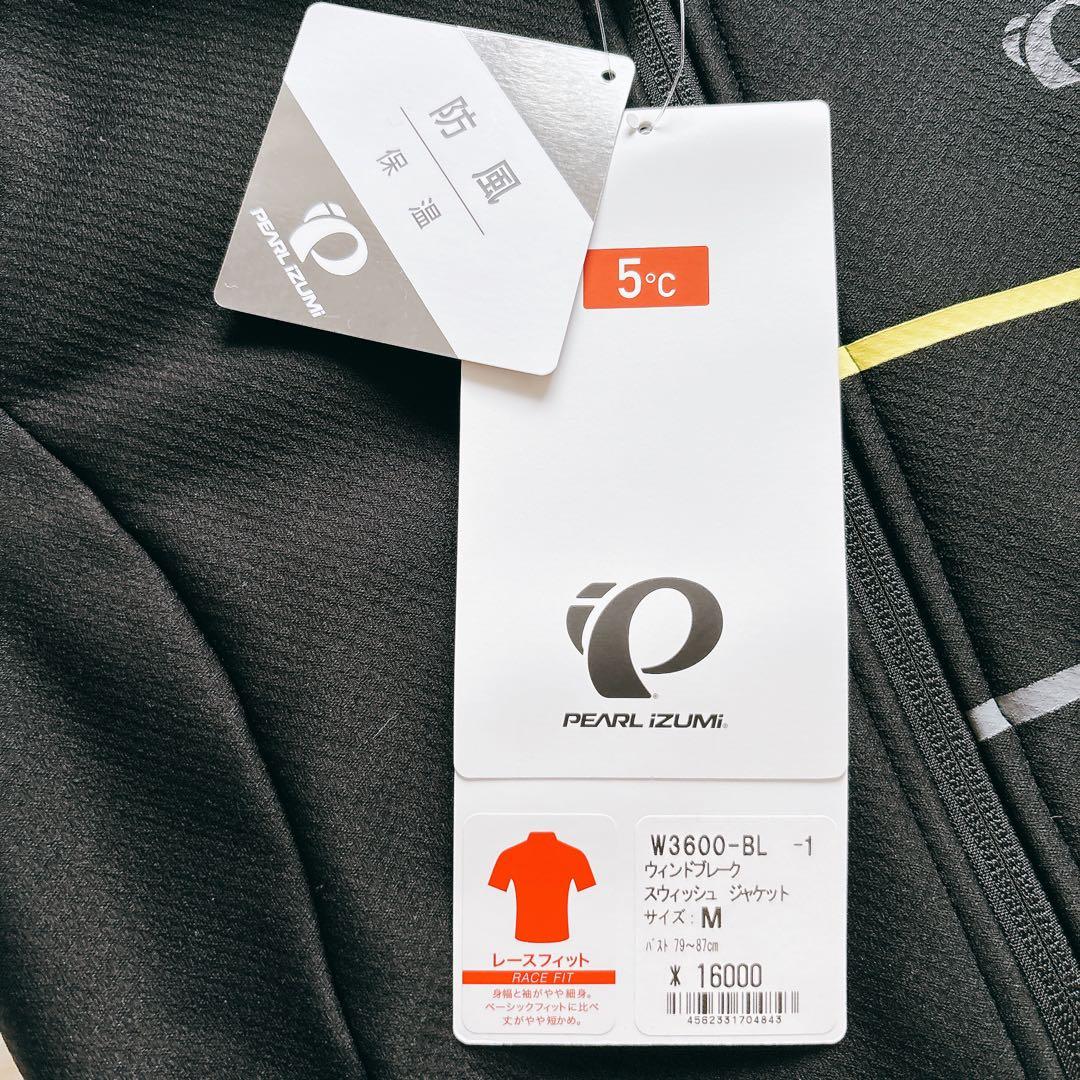 防風
保温
PEARL iZUMi
5°C
PEARL iZUMi®
レースフィット
RACE FIT
身幅と袖がやや細身。
ベーシックフィットに比べ
丈がやや短かめ。
W3600-BL -1
ウィンドブレーク
スウィッシュ ジャケット
サイズ: M
バスト 79~87cm
¥ 16000
4562331704843